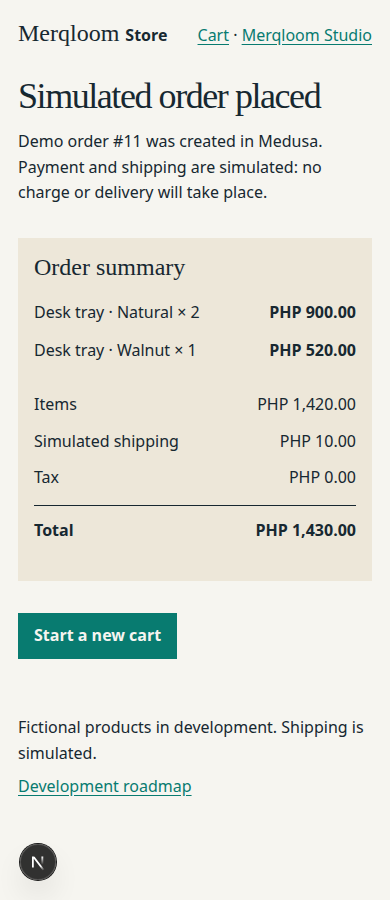 Merqloom Store
Cart · Merqloom Studio
Simulated order placed
Demo order #11 was created in Medusa.
Payment and shipping are simulated: no
charge or delivery will take place.
Order summary
Desk tray · Natural × 2 PHP 900.00
Desk tray · Walnut × 1 PHP 520.00
Items PHP 1,420.00
Simulated shipping PHP 10.00
Tax PHP 0.00
Total PHP 1,430.00
Start a new cart
Fictional products in development. Shipping is
simulated.
Development roadmap
N